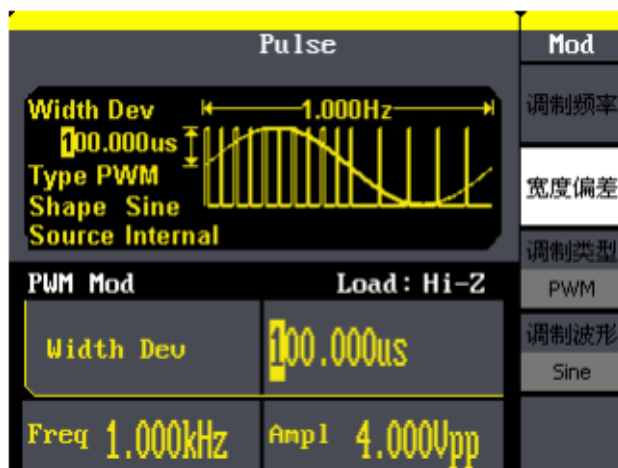 Pulse
Mod
Width Dev
1.000Hz
100.000us
Type PWM
Shape Sine
Source Internal
调制频率
宽度偏差
调制类型
PWM
调制波形
Sine
PWM Mod
Load: Hi-Z
Width Dev
100.000us
Freq 1.000kHz
Ampl 4.000Vpp